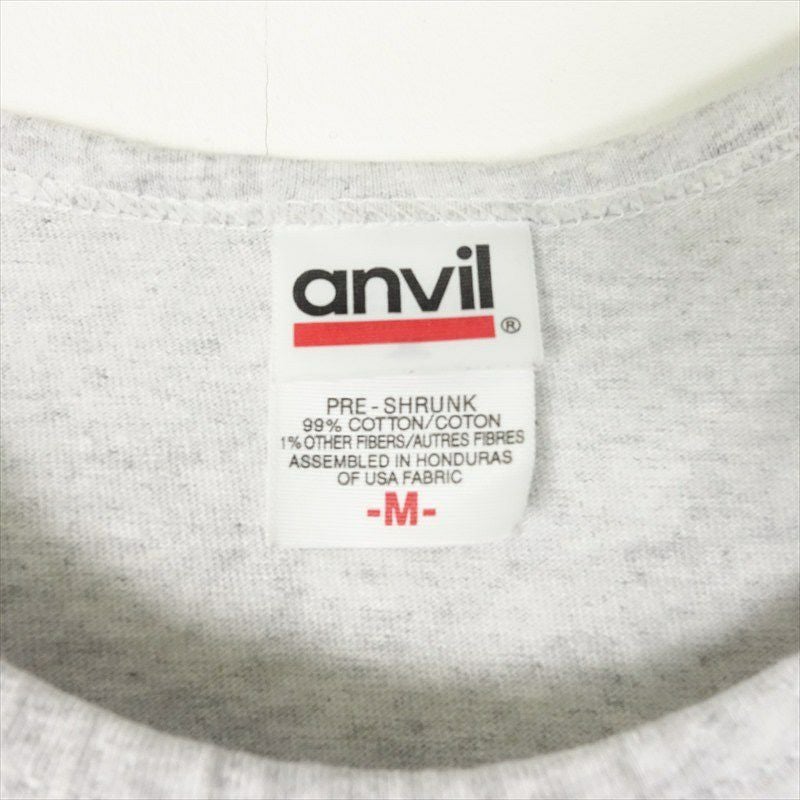 anvil
®
PRE-SHRUNK
99% COTTON/COTON
1% OTHER FIBERS/AUTRES FIBRES
ASSEMBLED IN HONDURAS
OF USA FABRIC
-M-